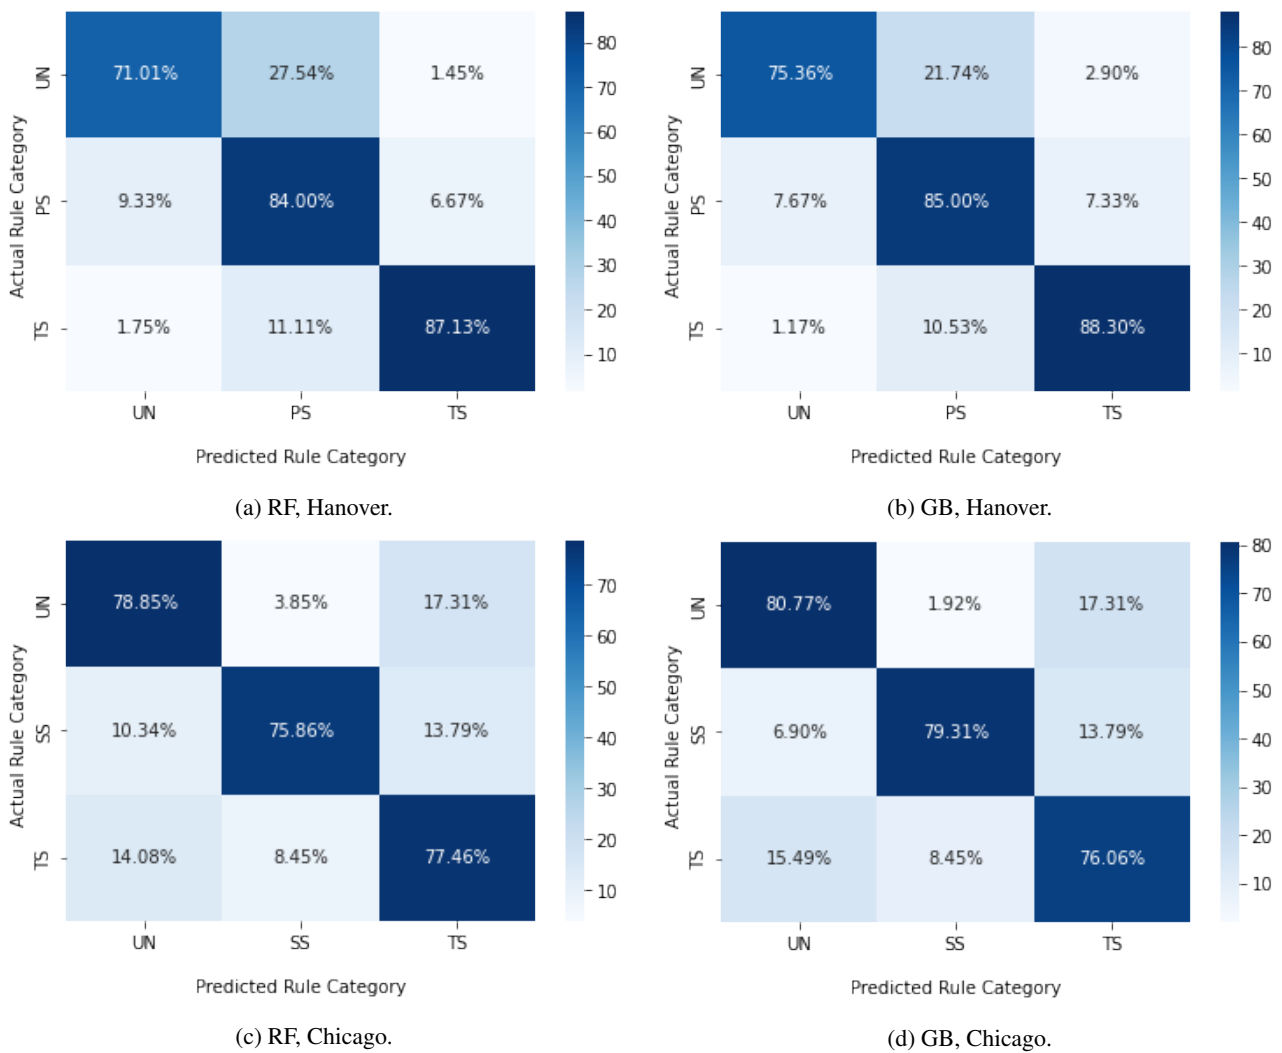 UN
71.01% 27.54% 1.45%
PS
9.33% 84.00% 6.67%
TS
1.75% 11.11% 87.13%
Actual Rule Category
UN PS TS
Predicted Rule Category
80
70
60
50
40
30
20
10
(a) RF, Hanover.
UN
75.36% 21.74% 2.90%
PS
7.67% 85.00% 7.33%
TS
1.17% 10.53% 88.30%
Actual Rule Category
UN PS TS
Predicted Rule Category
80
70
60
50
40
30
20
10
(b) GB, Hanover.
UN
78.85% 3.85% 17.31%
SS
10.34% 75.86% 13.79%
TS
14.08% 8.45% 77.46%
Actual Rule Category
UN SS TS
Predicted Rule Category
70
60
50
40
30
20
10
(c) RF, Chicago.
UN
80.77% 1.92% 17.31%
SS
6.90% 79.31% 13.79%
TS
15.49% 8.45% 76.06%
Actual Rule Category
UN SS TS
Predicted Rule Category
80
70
60
50
40
30
20
10
(d) GB, Chicago.